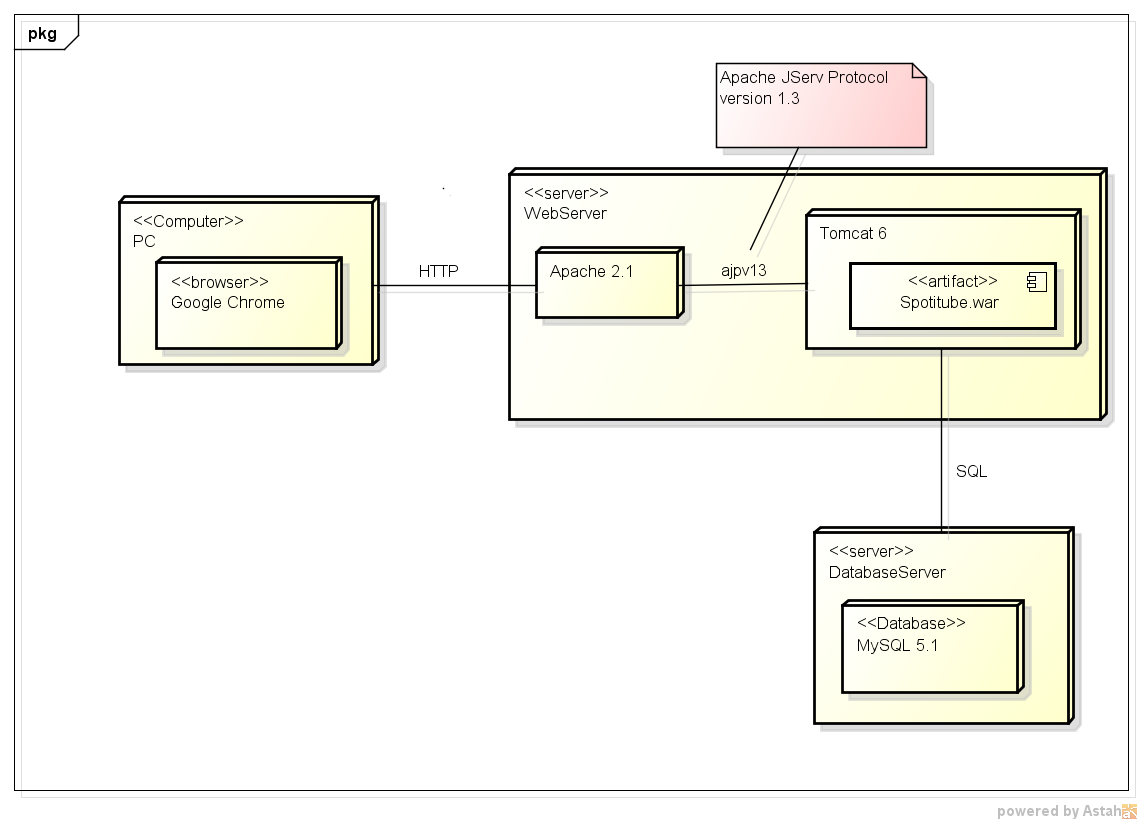 pkg
Apache JServ Protocol
version 1.3
<<server>>
WebServer
<<Computer>>
PC
Tomcat 6
HTTP
Apache 2.1
ajpv13
<<browser>>
Google Chrome
<<artifact>>
Spotitube.war
SQL
<<server>>
DatabaseServer
<<Database>>
MySQL 5.1
powered by Astah